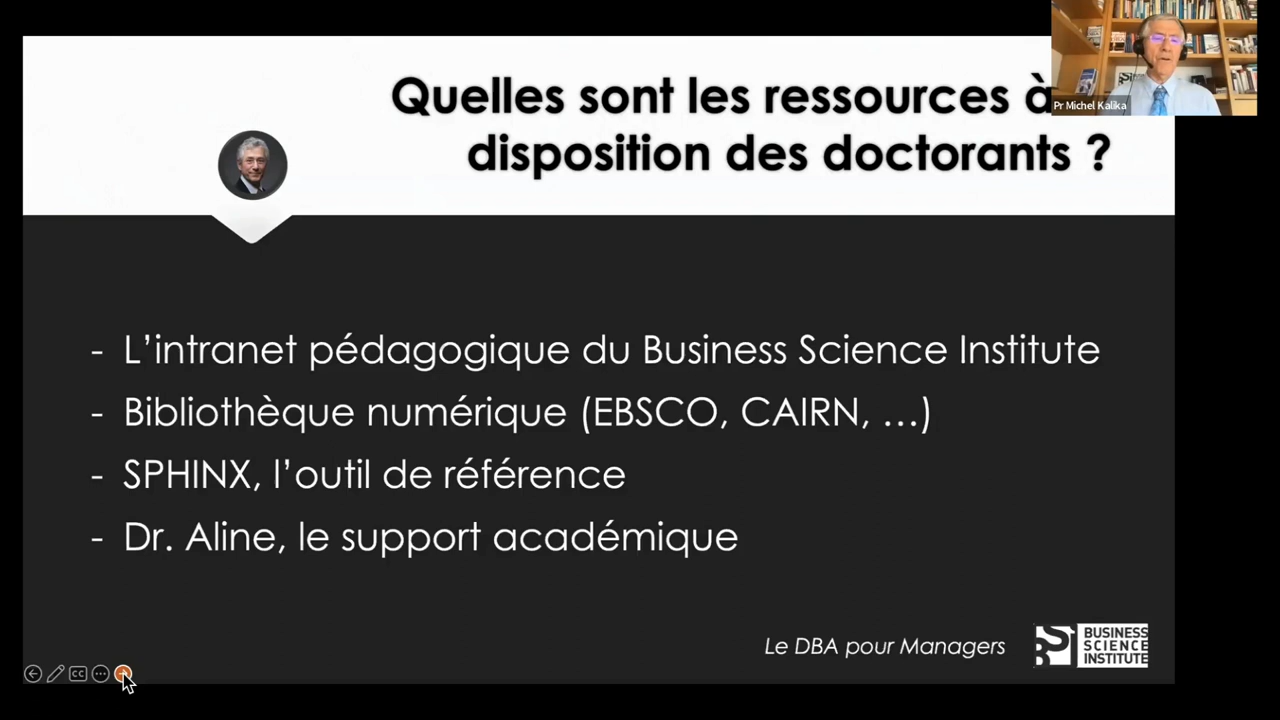 Quelles sont les ressources à
disposition des doctorants ?
Pr Michel Kalika
- L’intranet pédagogique du Business Science Institute
- Bibliothèque numérique (EBSCO, CAIRN, …)
- SPHINX, l’outil de référence
- Dr. Aline, le support académique
Le DBA pour Managers
BUSINESS
SCIENCE
INSTITUTE
CC